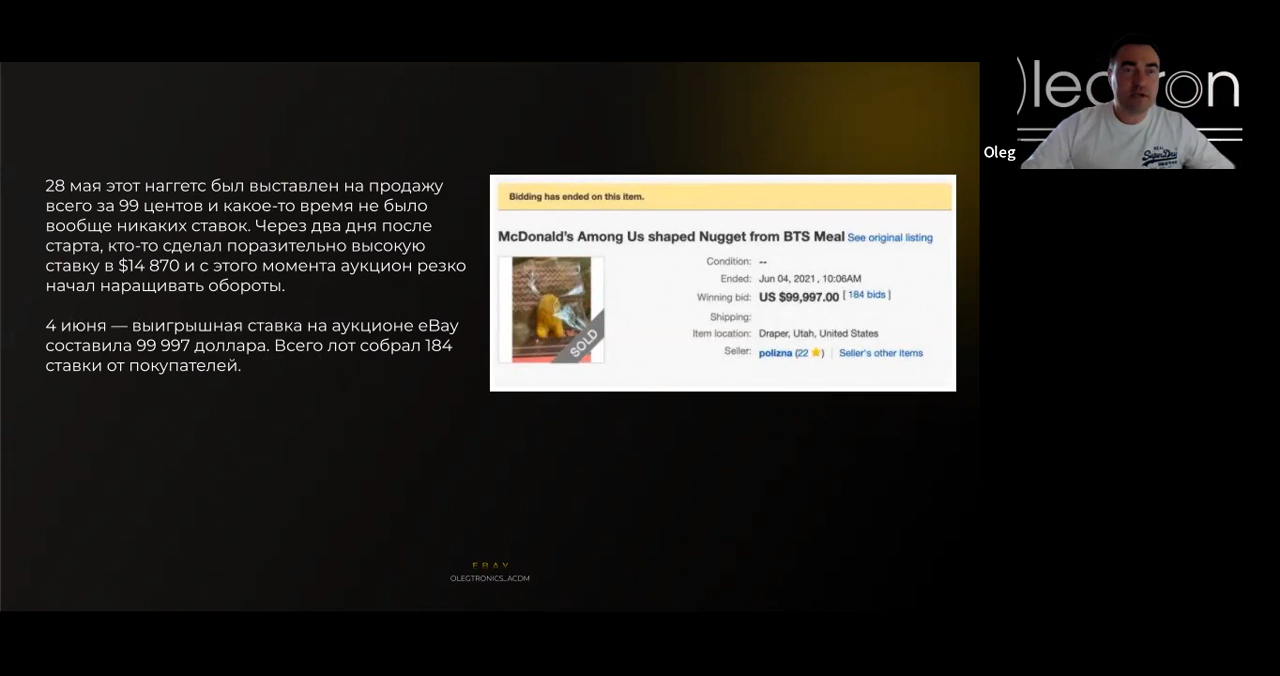 28 мая этот наггетс был выставлен на продажу
всего за 99 центов и какое-то время не было
вообще никаких ставок. Через два дня после
старта, кто-то сделал поразительно высокую
ставку в $14 870 и с этого момента аукцион резко
начал наращивать обороты.
4 июня — выигрышная ставка на аукционе eBay
составила 99 997 доллара. Всего лот собрал 184
ставки от покупателей.
Bidding has ended on this item.
McDonald's Among Us shaped Nugget from BTS Meal See original listing
Condition: --
Ended: Jun 04, 2021 , 10:06AM
Winning bid: US $99,997.00 [ 184 bids ]
Shipping:
Item location: Draper, Utah, United States
Seller: polizna (22 ) | Seller's other items
SOLD
EBAY
OLEGTRONICS_ACDM
Oleg